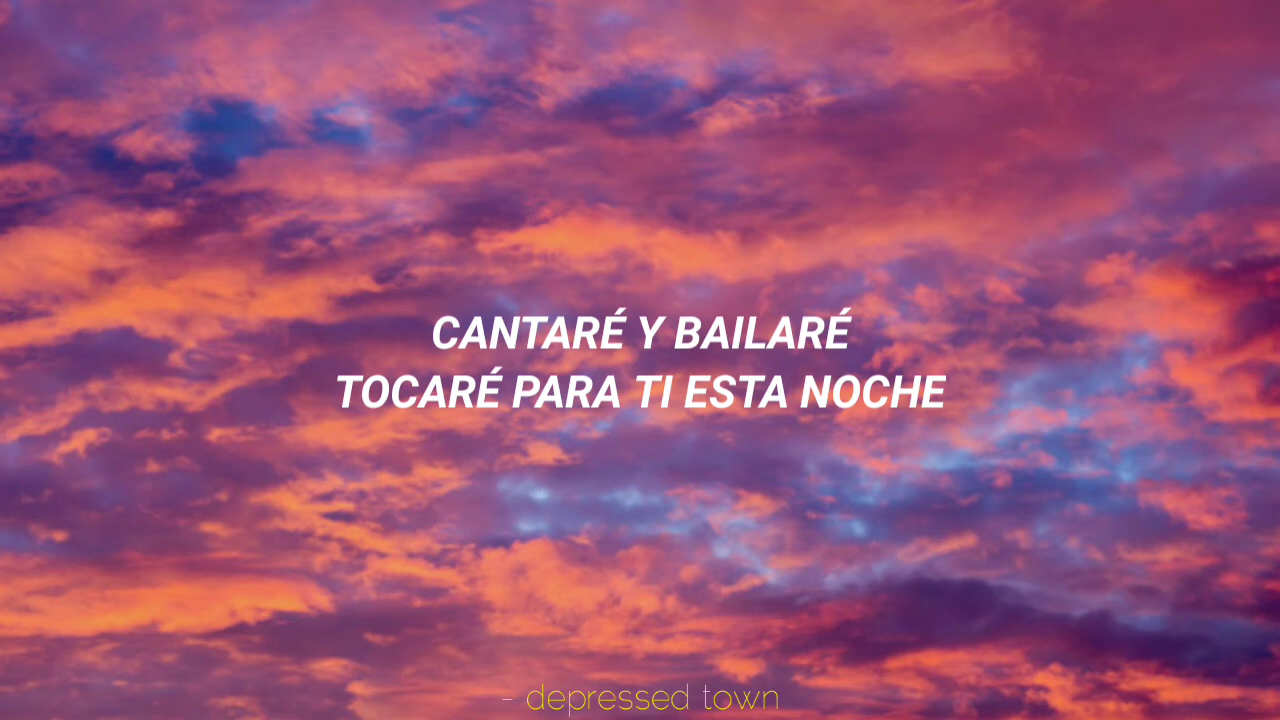 CANTARÉ Y BAILARÉ
TOCARÉ PARA TI ESTA NOCHE
- depressed town